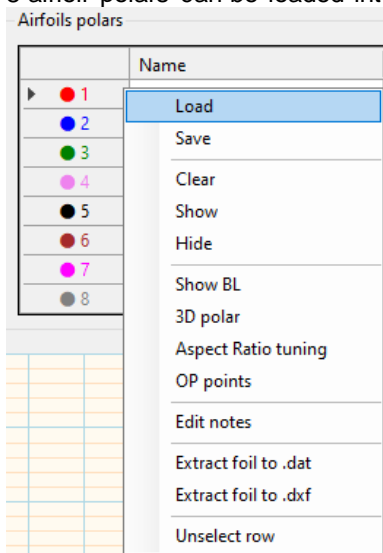 Airfoils polars
Name
1
2
3
4
5
6
7
8
Load
Save
Clear
Show
Hide
Show BL
3D polar
Aspect Ratio tuning
OP points
Edit notes
Extract foil to .dat
Extract foil to .dxf
Unselect row